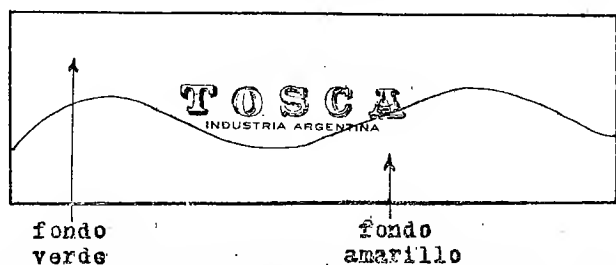 TOSCA
INDUSTRIA ARGENTINA
fondo
verde
fondo
amarillo